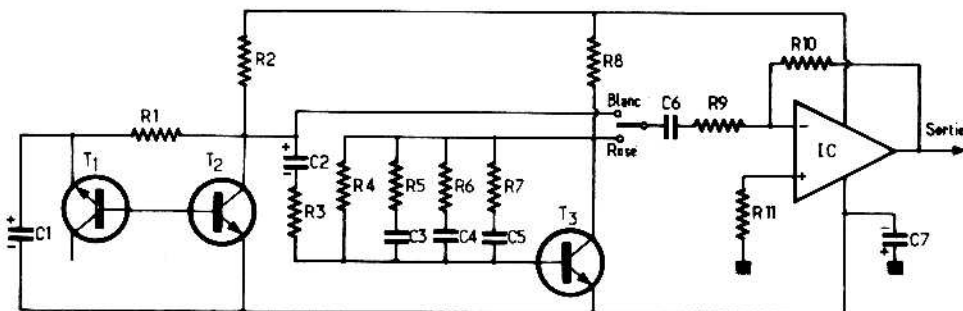 R2
R8
R10
Blanc
C6
R9
R1
T1
T2
C2
Rose
IC
Sortie
R4
R5
R6
R7
R3
T3
R11
C1
C3
C4
C5
C7